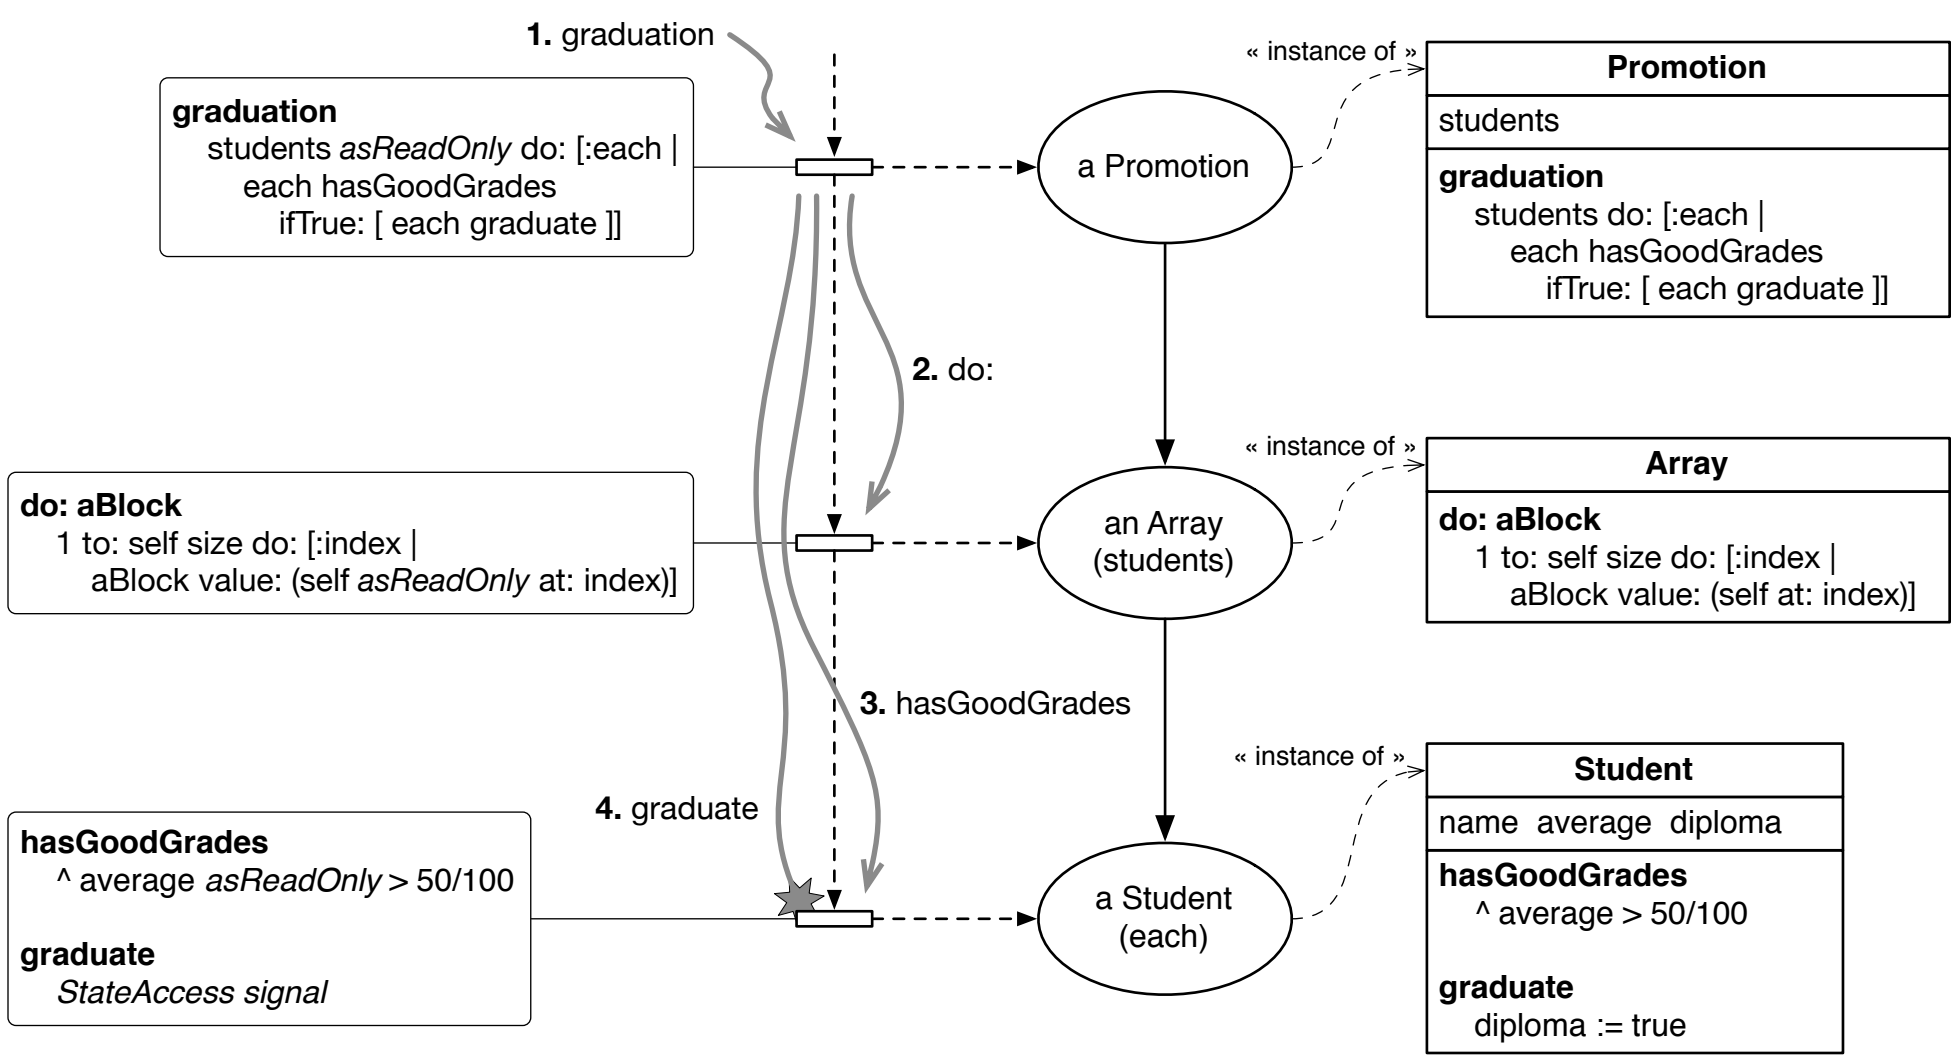 1. graduation
graduation
students asReadOnly do: [:each |
each hasGoodGrades
ifTrue: [ each graduate ]]
a Promotion
« instance of »
Promotion
students
graduation
students do: [:each |
each hasGoodGrades
ifTrue: [ each graduate ]]
2. do:
do: aBlock
1 to: self size do: [:index |
aBlock value: (self asReadOnly at: index)]
an Array
(students)
« instance of »
Array
do: aBlock
1 to: self size do: [:index |
aBlock value: (self at: index)]
3. hasGoodGrades
4. graduate
hasGoodGrades
^ average asReadOnly > 50/100
graduate
StateAccess signal
a Student
(each)
« instance of »
Student
name average diploma
hasGoodGrades
^ average > 50/100
graduate
diploma := true